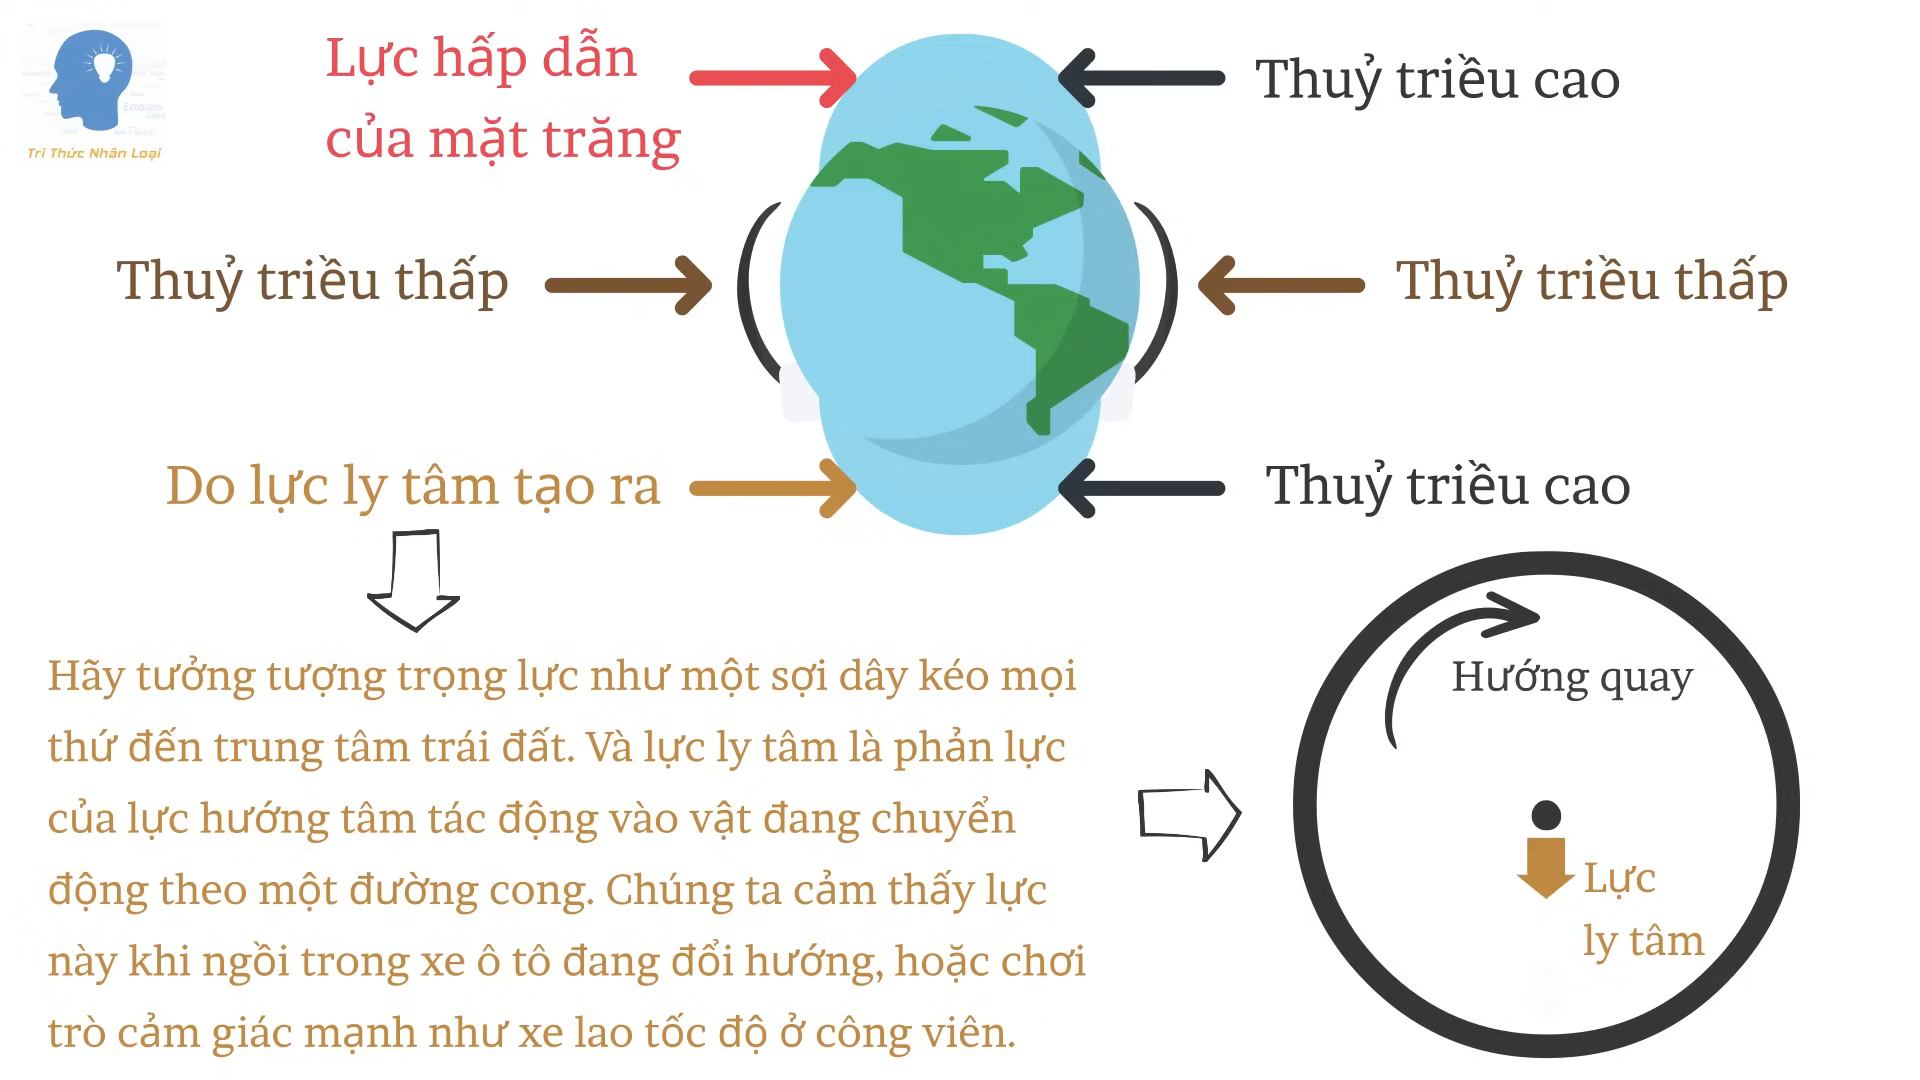 Lực hấp dẫn
của mặt trăng
Thuỷ triều cao
Economy
Tri Thức Nhân Loại
Thuỷ triều thấp
Thuỷ triều thấp
Do lực ly tâm tạo ra
Thuỷ triều cao
Hãy tưởng tượng trọng lực như một sợi dây kéo mọi
thứ đến trung tâm trái đất. Và lực ly tâm là phản lực
của lực hướng tâm tác động vào vật đang chuyển
động theo một đường cong. Chúng ta cảm thấy lực
này khi ngồi trong xe ô tô đang đổi hướng, hoặc chơi
trò cảm giác mạnh như xe lao tốc độ ở công viên.
Hướng quay
Lực
ly tâm